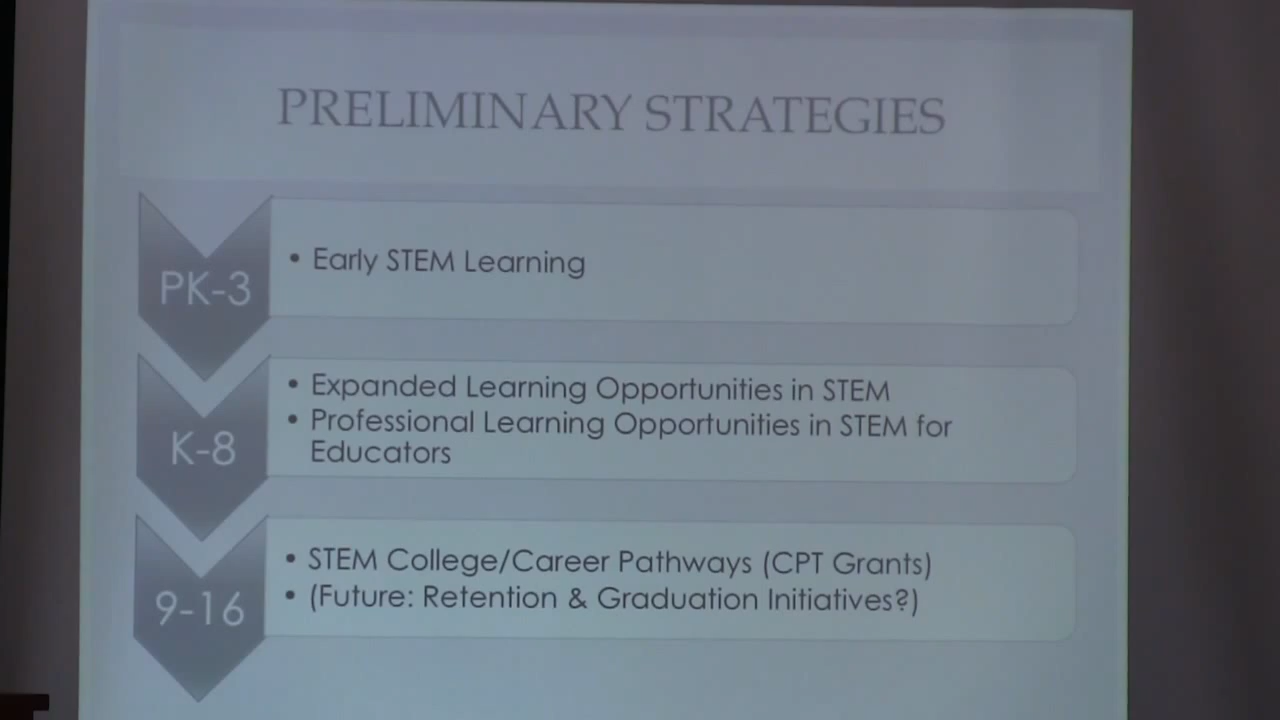 PRELIMINARY STRATEGIES
PK-3
• Early STEM Learning
K-8
• Expanded Learning Opportunities in STEM
• Professional Learning Opportunities in STEM for
Educators
9-16
• STEM College/Career Pathways (CPT Grants)
• (Future: Retention & Graduation Initiatives?)